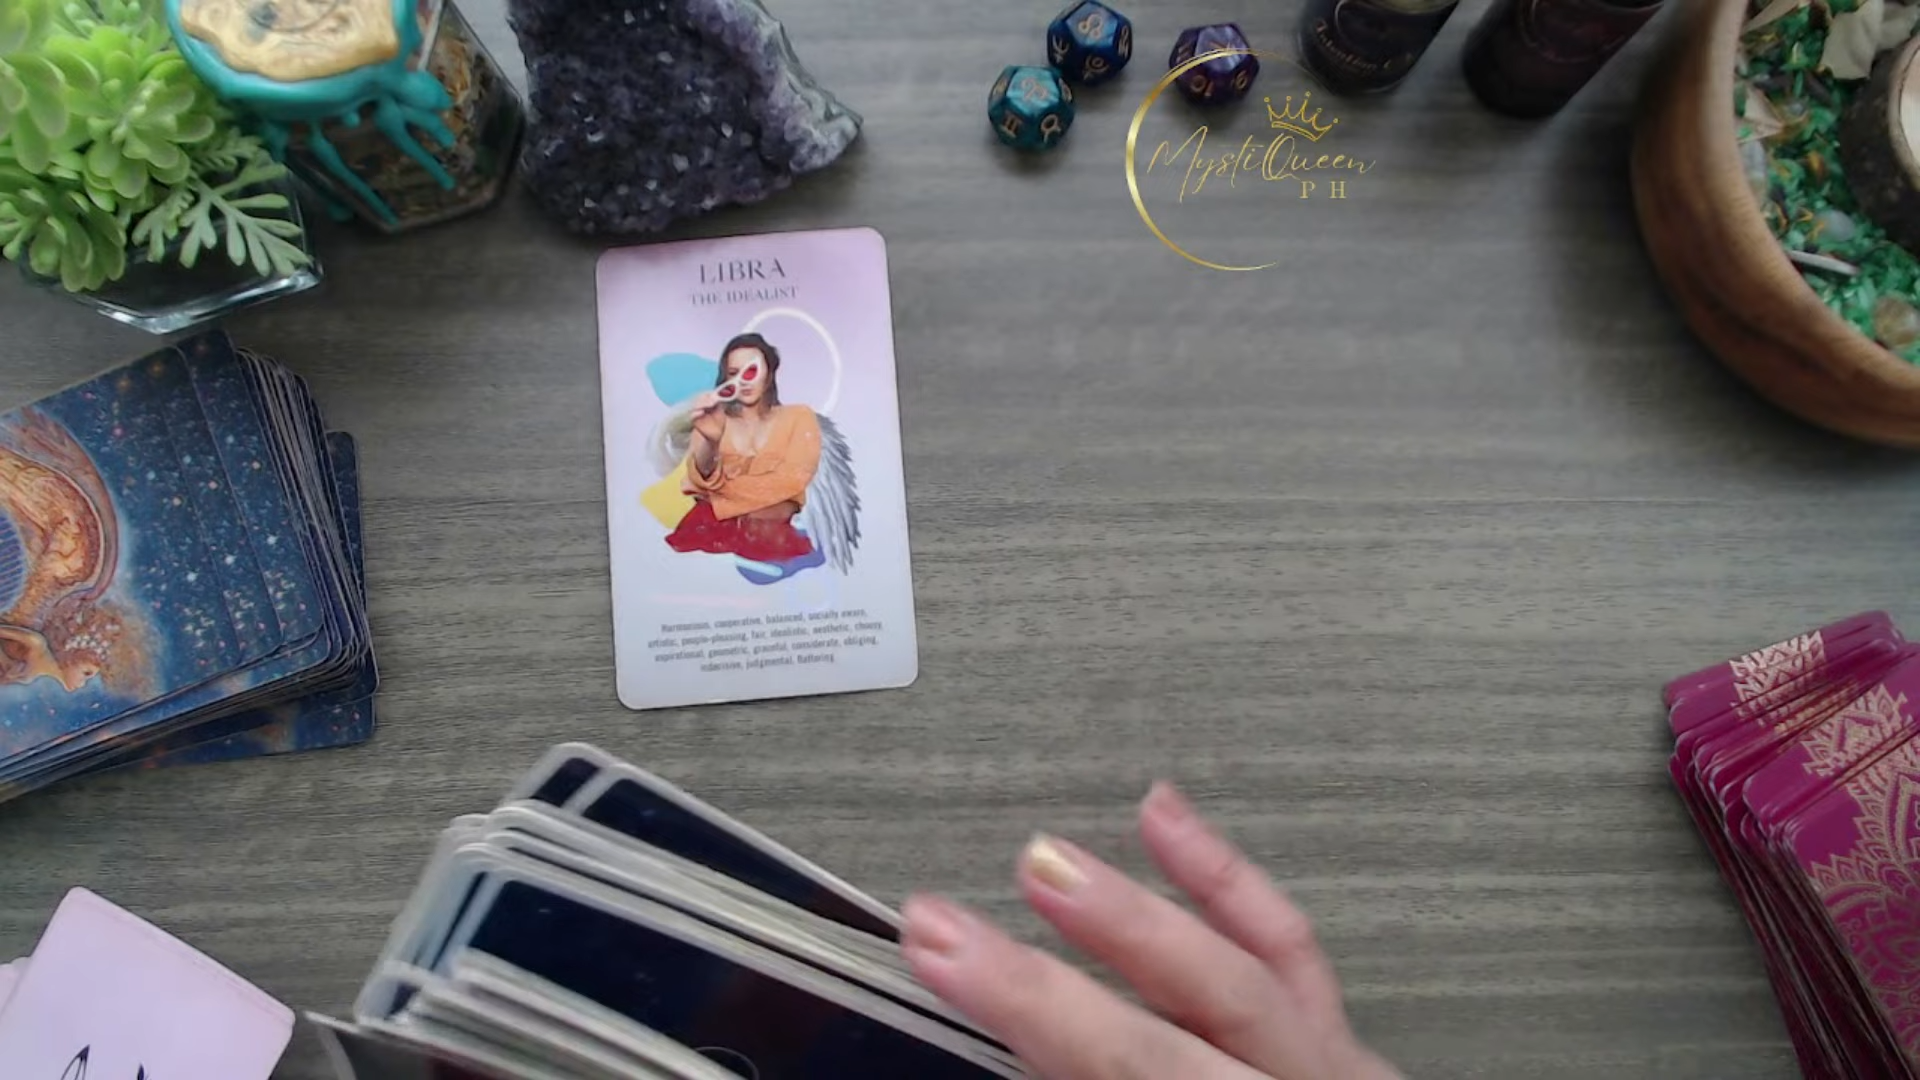 MystiQueen
PH
LIBRA
THE IDEALIST
Harmonious, cooperative, balanced, socially aware,
artistic, people-pleasing, fair, idealistic, aesthetic, choosy,
aspirational, geometric, graceful, considerate, obliging,
indecisive, judgmental, flattering